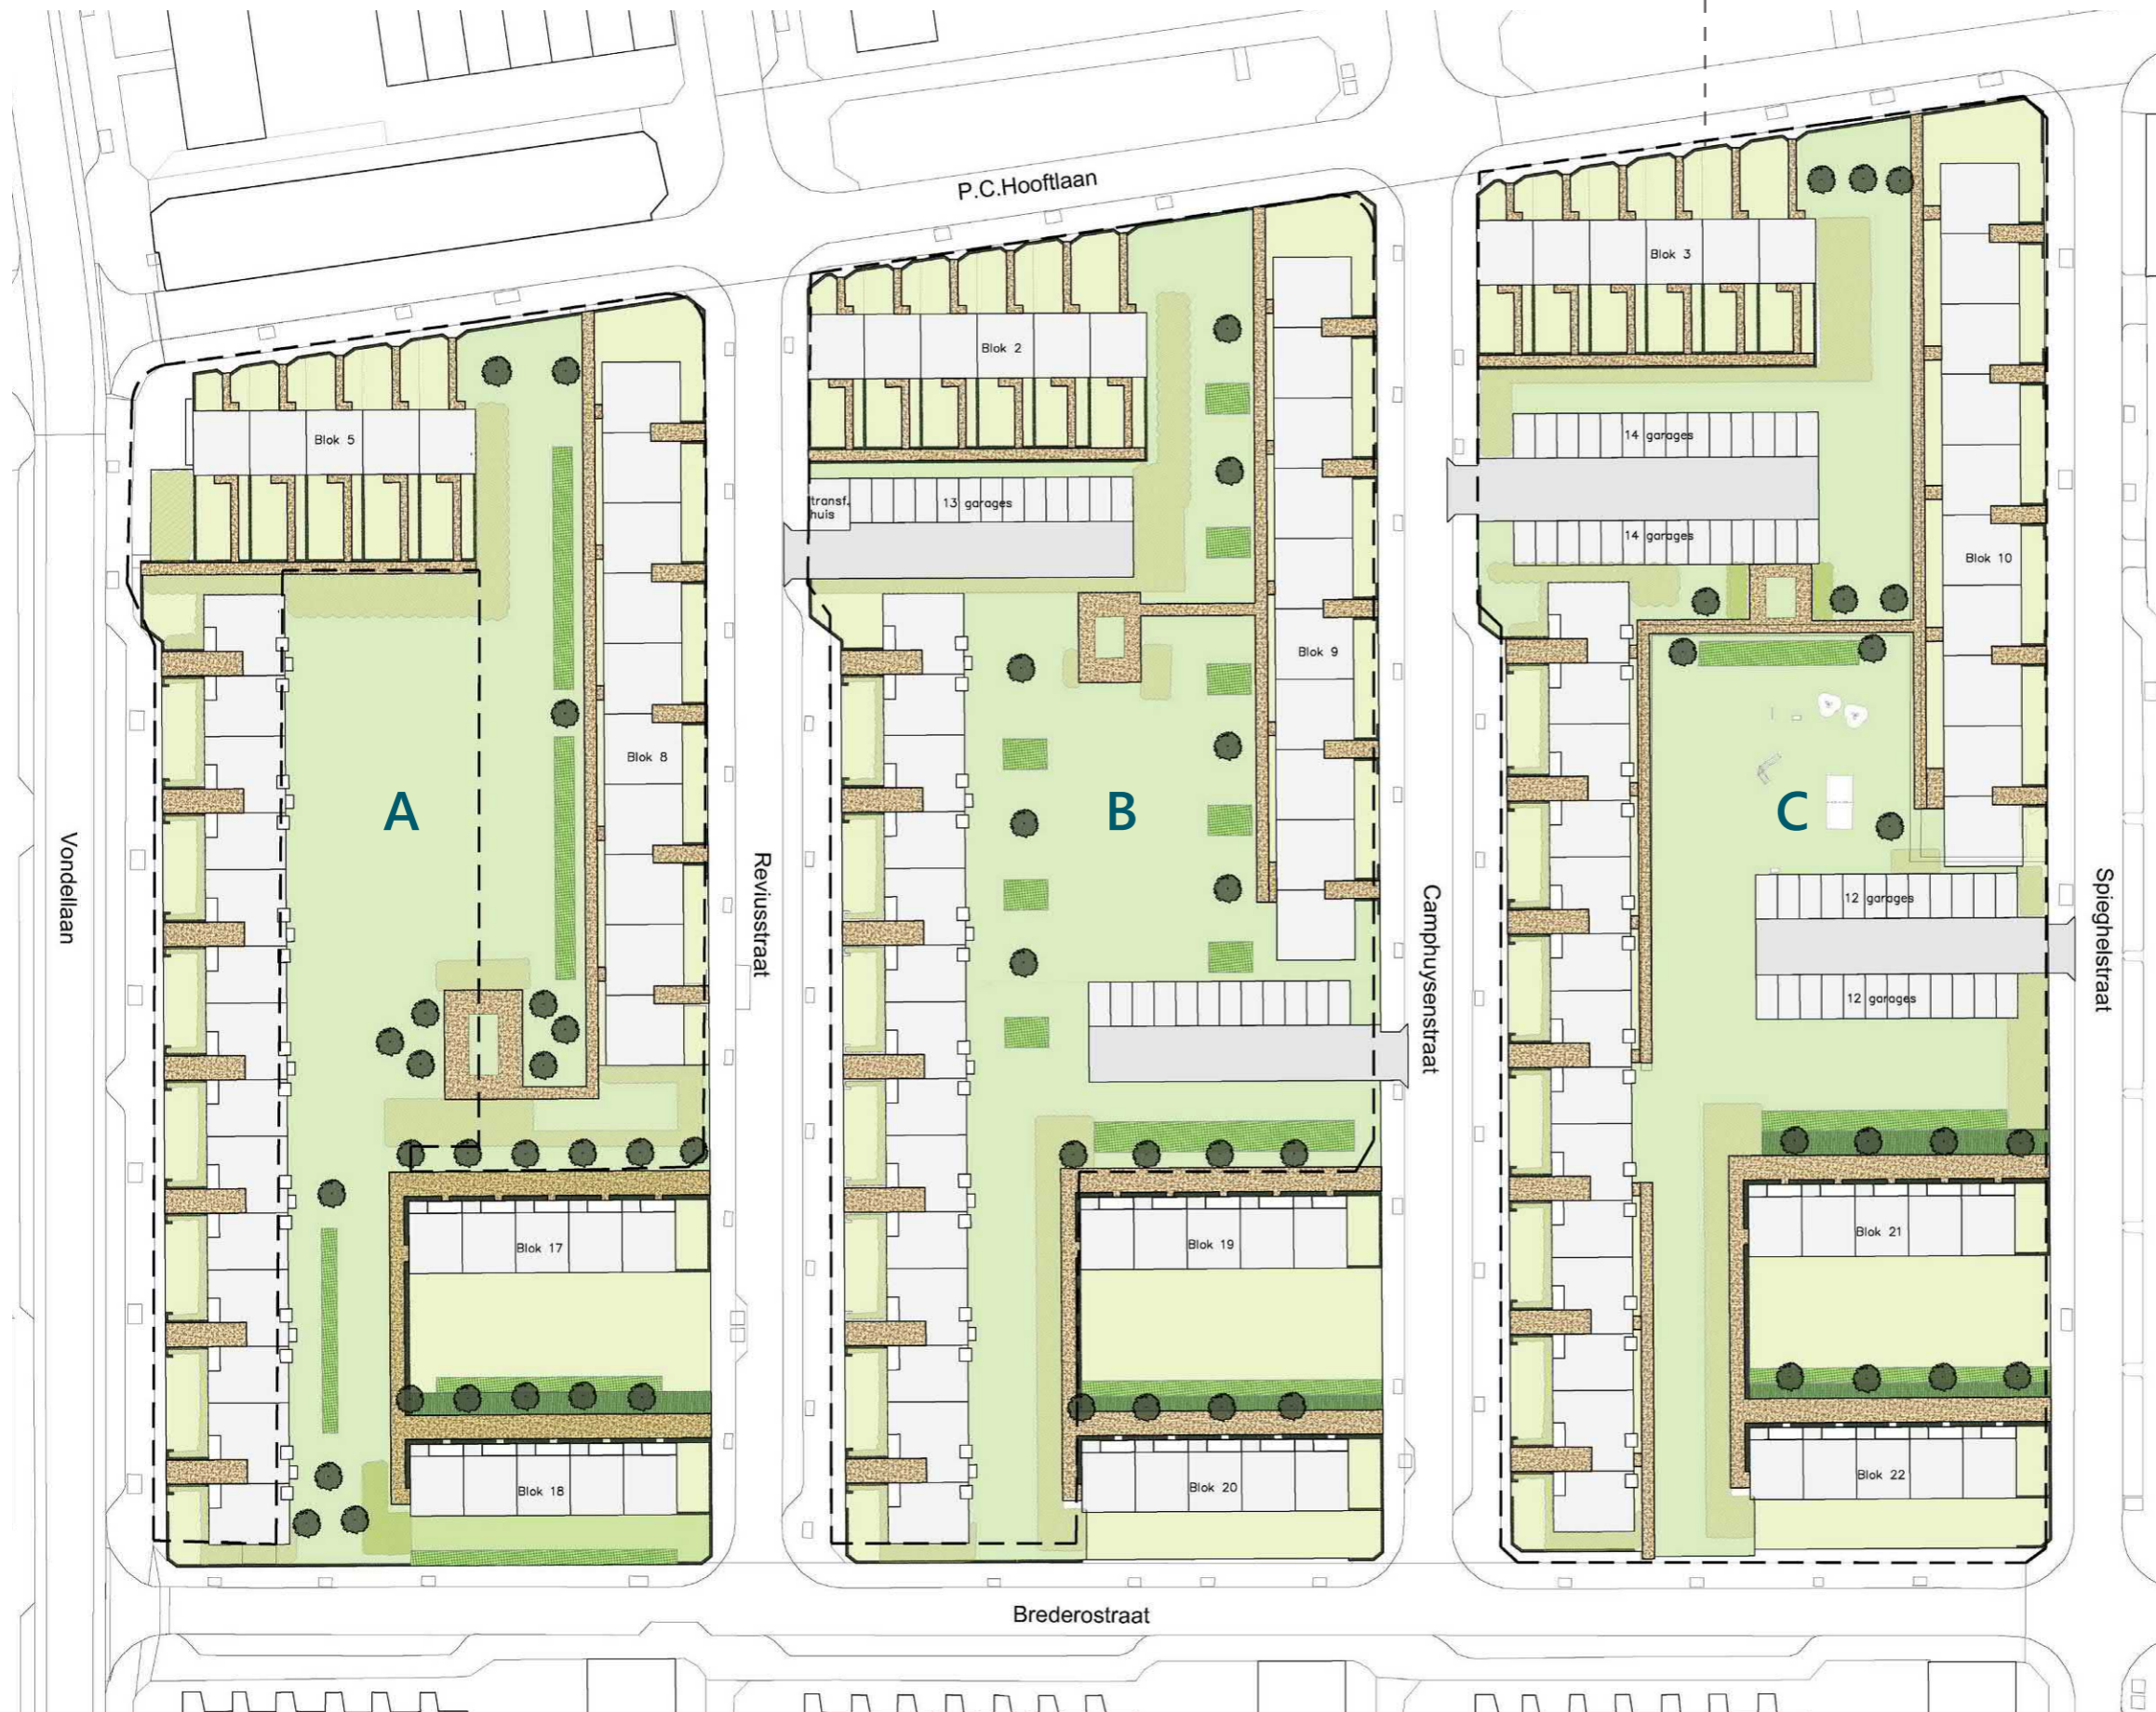 P.C.Hooftlaan
Blok 3
Blok 2
Blok 5
14 garages
transf.
huis
13 garages
14 garages
Blok 10
Blok 9
Blok 8
A
B
C
Vondellaan
Reviusstraat
Camphuysenstraat
Spieghelstraat
12 garages
12 garages
Blok 17
Blok 19
Blok 21
Blok 18
Blok 20
Blok 22
Brederostraat